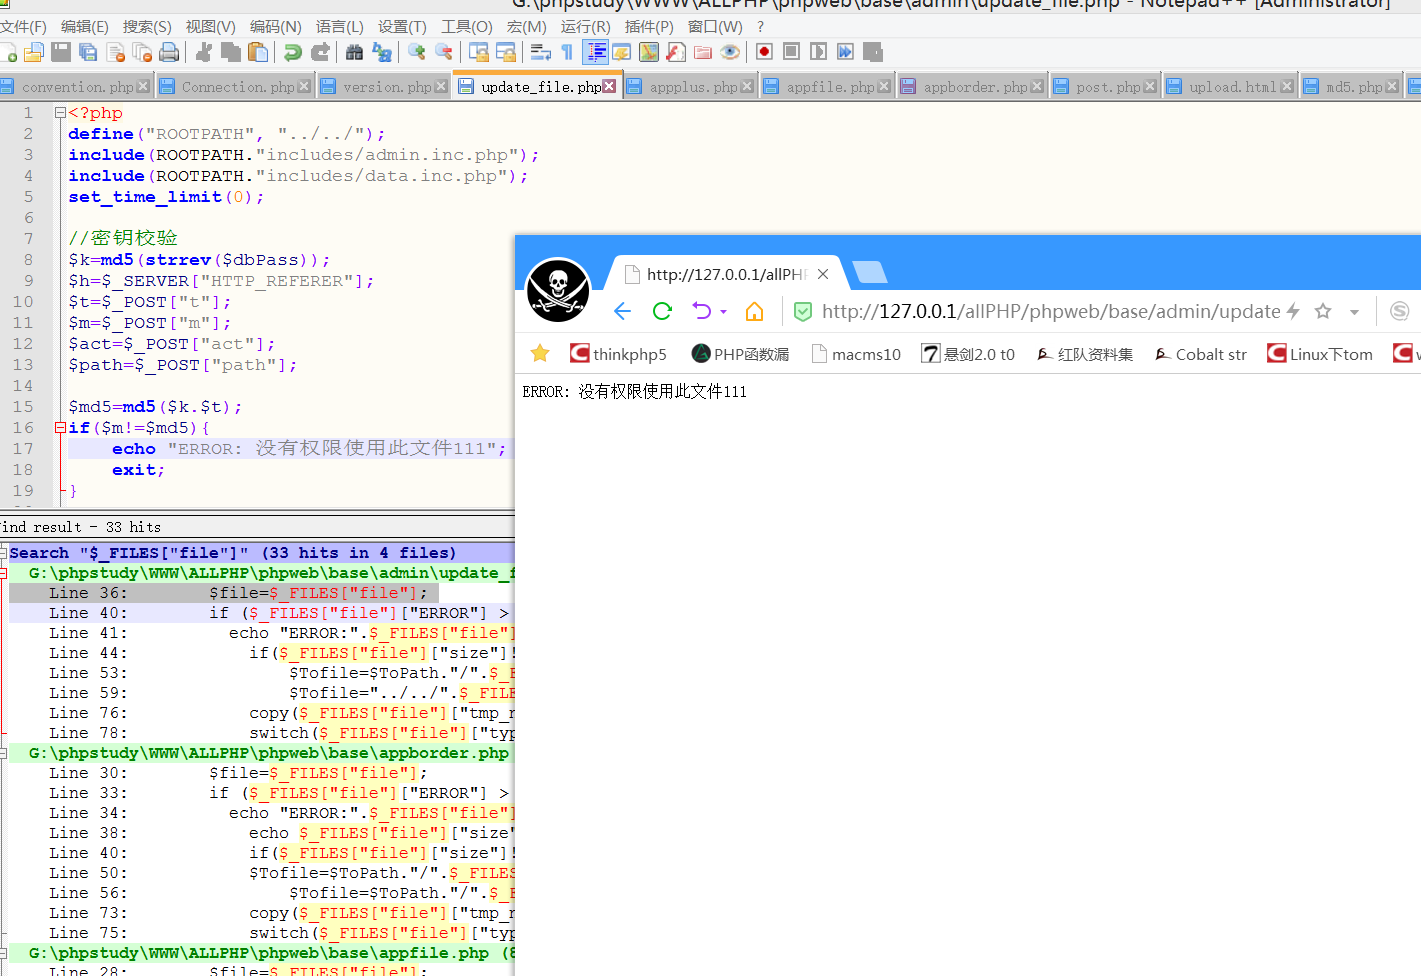 G:\phpstudy\WWW\ALLPHP\phpweb\base\admin\update_file.php - Notepad++ [Administrator]
文件(F) 编辑(E) 搜索(S) 视图(V) 编码(N) 语言(L) 设置(T) 工具(O) 宏(M) 运行(R) 插件(P) 窗口(W) ?
convention.php Connection.php version.php update_file.php appplus.php appfile.php appborder.php post.php upload.html md5.php
1 <?php
2 define("ROOTPATH", "../../");
3 include(ROOTPATH."includes/admin.inc.php");
4 include(ROOTPATH."includes/data.inc.php");
5 set_time_limit(0);
6
7 //密钥校验
8 $k=md5(strrev($dbPass));
9 $h=$_SERVER["HTTP_REFERER"];
10 $t=$_POST["t"];
11 $m=$_POST["m"];
12 $act=$_POST["act"];
13 $path=$_POST["path"];
14
15 $md5=md5($k.$t);
16 if($m!=$md5){
17 echo "ERROR: 没有权限使用此文件111";
18 exit;
19 }
http://127.0.0.1/allPHP
http://127.0.0.1/allPHP/phpweb/base/admin/update
thinkphp5 PHP函数漏 macms10 悬剑2.0 t0 红队资料集 Cobalt str Linux下tom
ERROR: 没有权限使用此文件111
ind result - 33 hits
Search "$_FILES["file"]" (33 hits in 4 files)
G:\phpstudy\WWW\ALLPHP\phpweb\base\admin\update_f
Line 36: $file=$_FILES["file"];
Line 40: if ($_FILES["file"]["ERROR"] >
Line 41: echo "ERROR:".$_FILES["file"]
Line 44: if($_FILES["file"]["size"]!
Line 53: $Tofile=$ToPath."/".$_F
Line 59: $Tofile="../../".$_FILE
Line 76: copy($_FILES["file"]["tmp_n
Line 78: switch($_FILES["file"]["typ
G:\phpstudy\WWW\ALLPHP\phpweb\base\appborder.php
Line 30: $file=$_FILES["file"];
Line 33: if ($_FILES["file"]["ERROR"] >
Line 34: echo "ERROR:".$_FILES["file"]
Line 38: echo $_FILES["file"]["size"
Line 40: if($_FILES["file"]["size"]!
Line 50: $Tofile=$ToPath."/".$_FILES
Line 56: $Tofile=$ToPath."/".$_F
Line 73: copy($_FILES["file"]["tmp_n
Line 75: switch($_FILES["file"]["typ
G:\phpstudy\WWW\ALLPHP\phpweb\base\appfile.php (8
Line 28: $file=$_FILES["file"];